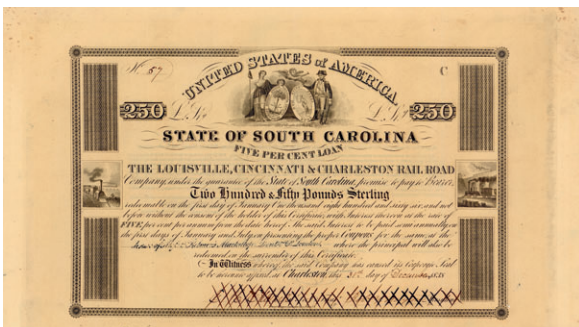 No. 57. C
UNITED STATES of AMERICA
250 250
STATE OF SOUTH CAROLINA
FIVE PER CENT LOAN
THE LOUISVILLE, CINCINNATI & CHARLESTON RAIL ROAD
Company, under the guarantee of the State of South Carolina, promise to pay to Bearer,
Two Hundred & Fifty Pounds Sterling
redeemable on the first day of January One thousand eight hundred and sixty six, and not
before without the consent of the holder of this Certificate, with Interest thereon at the rate of
FIVE per cent per annum from the date hereof. The said Interest to be paid semi annually on
the first days of January and July on presenting the proper Coupons for the same, at the
House of where the principal will also be
redeemed on the surrender of this Certificate.
In Witness whereof the said Company has caused its Corporate Seal
to be hereunto affixed, at Charleston, this 31st day of December